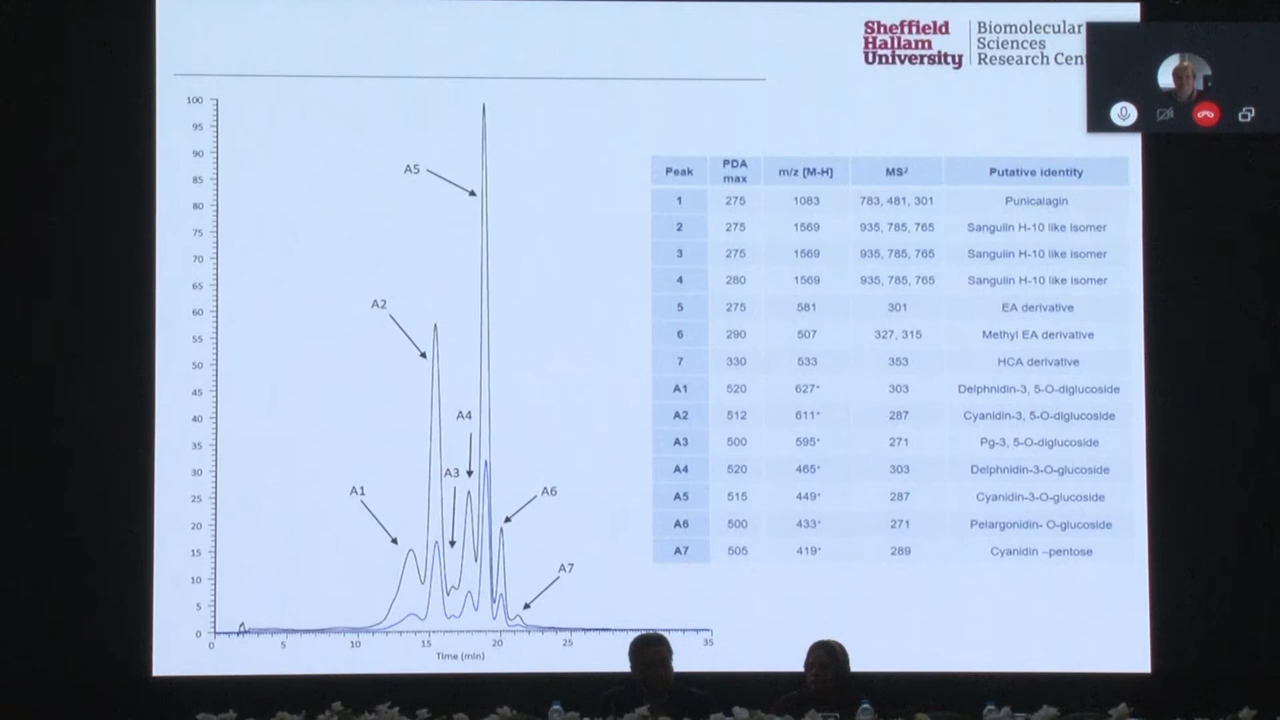 Sheffield Hallam University
Biomolecular Sciences Research Cen
100
95
90
85
80
75
70
65
60
55
50
45
40
35
30
25
20
15
10
5
0
A5
A2
A4
A3
A1
A6
A7
0 5 10 15 20 25 35
Time (min)
Peak PDA max m/z [M-H] MS² Putative identity
1 275 1083 783, 481, 301 Punicalagin
2 275 1569 935, 785, 765 Sanguiin H-10 like isomer
3 275 1569 935, 785, 765 Sanguiin H-10 like isomer
4 280 1569 935, 785, 765 Sanguiin H-10 like isomer
5 275 581 301 EA derivative
6 290 507 327, 315 Methyl EA derivative
7 330 533 353 HCA derivative
A1 520 627⁺ 303 Delphnidin-3, 5-O-diglucoside
A2 512 611⁺ 287 Cyanidin-3, 5-O-diglucoside
A3 500 595⁺ 271 Pg-3, 5-O-diglucoside
A4 520 465⁺ 303 Delphnidin-3-O-glucoside
A5 515 449⁺ 287 Cyanidin-3-O-glucoside
A6 500 433⁺ 271 Pelargonidin- O-glucoside
A7 505 419⁺ 289 Cyanidin –pentose